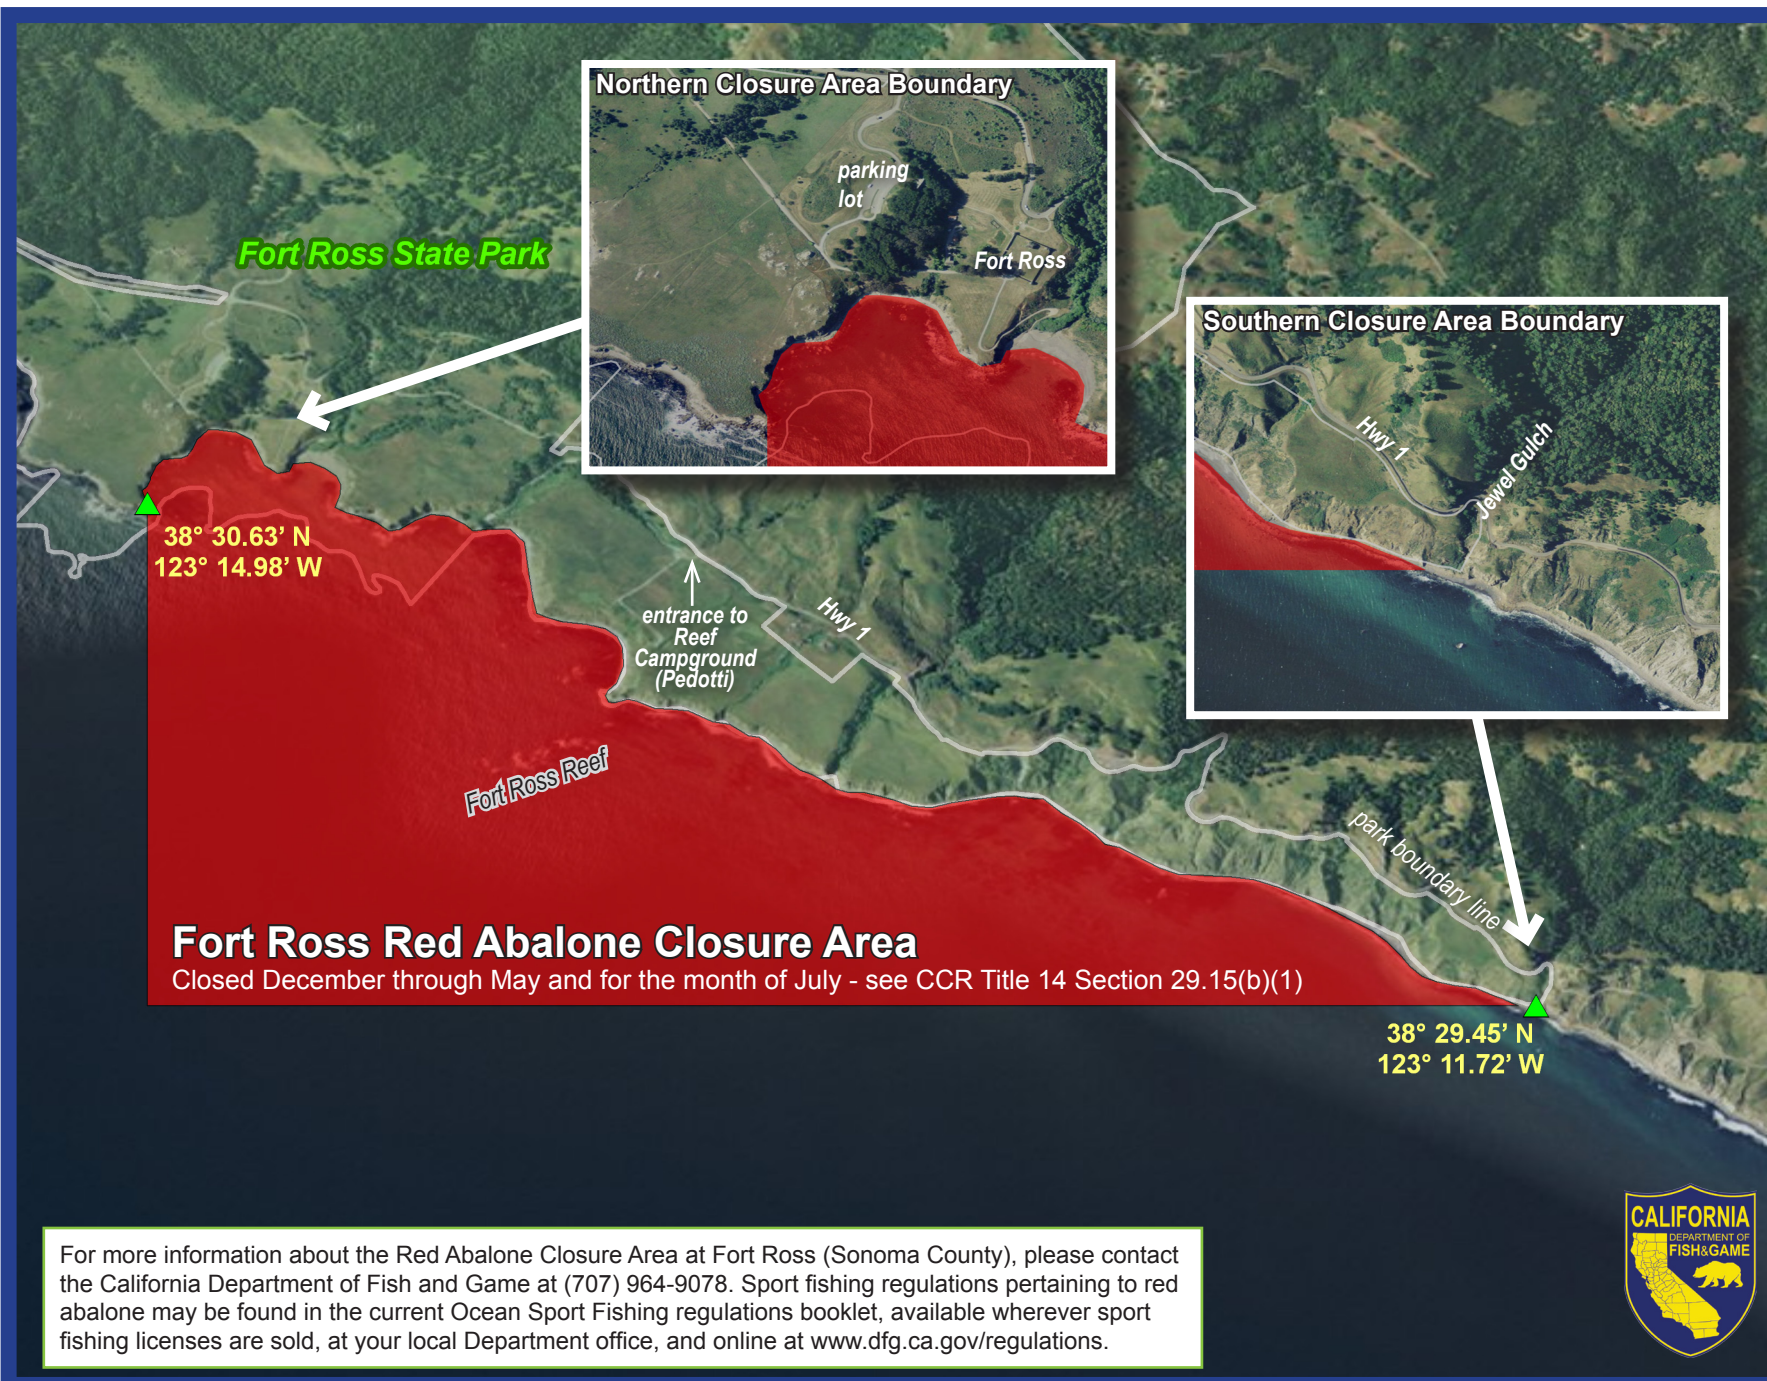 Northern Closure Area Boundary
parking
lot
Fort Ross
Fort Ross State Park
Southern Closure Area Boundary
Hwy 1
Jewel Gulch
38° 30.63’ N
123° 14.98’ W
entrance to
Reef
Campground
(Pedotti)
Hwy 1
Fort Ross Reef
park boundary line
Fort Ross Red Abalone Closure Area
Closed December through May and for the month of July - see CCR Title 14 Section 29.15(b)(1)
38° 29.45’ N
123° 11.72’ W
For more information about the Red Abalone Closure Area at Fort Ross (Sonoma County), please contact
the California Department of Fish and Game at (707) 964-9078. Sport fishing regulations pertaining to red
abalone may be found in the current Ocean Sport Fishing regulations booklet, available wherever sport
fishing licenses are sold, at your local Department office, and online at www.dfg.ca.gov/regulations.
CALIFORNIA
DEPARTMENT OF
FISH&GAME